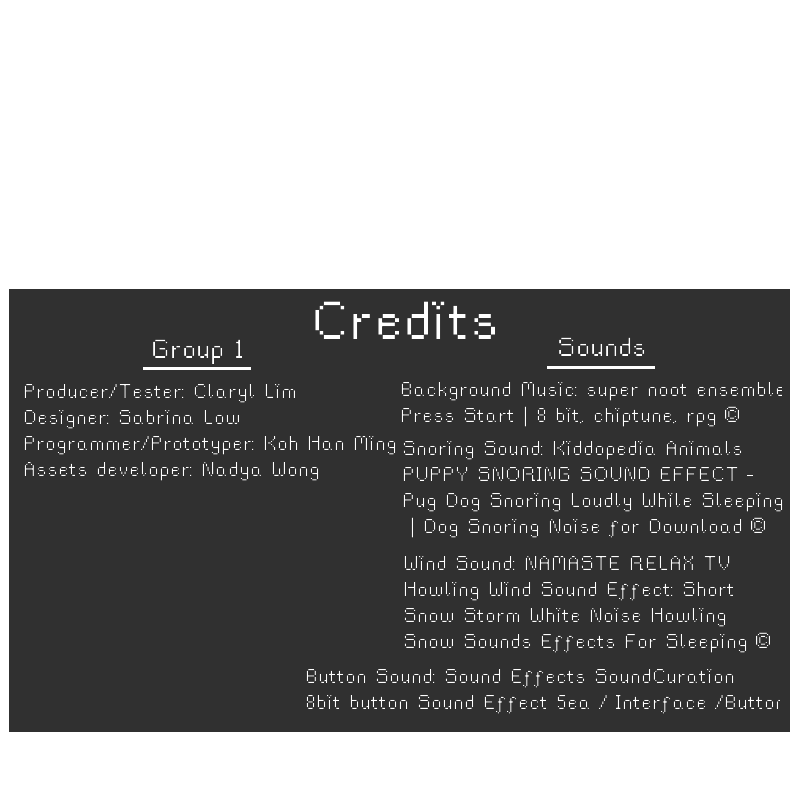 Credits
Group 1
Producer/Tester: Claryl Lim
Designer: Sabrina Low
Programmer/Prototyper: Koh Han Ming
Assets developer: Nadya Wong
Sounds
Background Music: super noot ensemble
Press Start | 8 bit, chiptune, rpg ©
Snoring Sound: Kiddopedia Animals
PUPPY SNORING SOUND EFFECT -
Pug Dog Snoring Loudly While Sleeping
| Dog Snoring Noise for Download ©
Wind Sound: NAMASTE RELAX TV
Howling Wind Sound Effect: Short
Snow Storm White Noise Howling
Snow Sounds Effects For Sleeping ©
Button Sound: Sound Effects SoundCuration
8bit button Sound Effect 5ea / Interface /Button